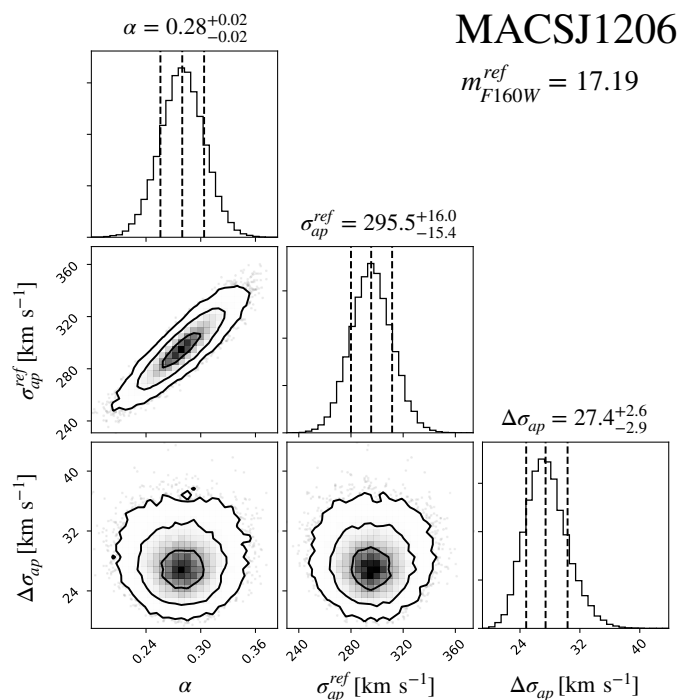 MACSJ1206
α = 0.28^{+0.02}_{-0.02}
m^{ref}_{F160W} = 17.19
σ^{ref}_{ap} = 295.5^{+16.0}_{-15.4}
360
320
280
240
σ^{ref}_{ap} [km s^{-1}]
Δσ_{ap} = 27.4^{+2.6}_{-2.9}
40
32
28
24
Δσ_{ap} [km s^{-1}]
0.24 0.30 0.36
240 280 320 360
24 32 40
α
σ^{ref}_{ap} [km s^{-1}]
Δσ_{ap} [km s^{-1}]